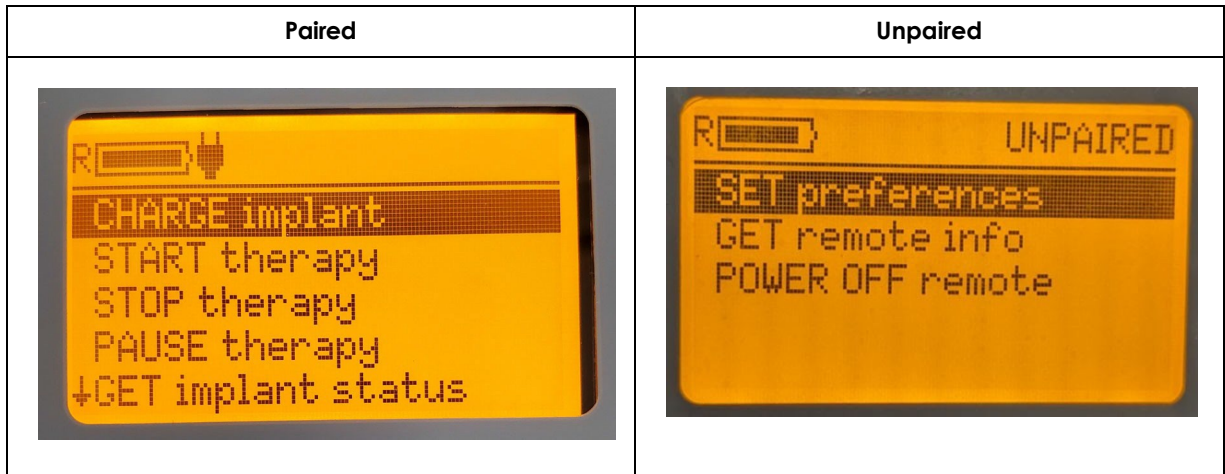 Paired
Unpaired
R
CHARGE implant
START therapy
STOP therapy
PAUSE therapy
↓GET implant status
R UNPAIRED
SET preferences
GET remote info
POWER OFF remote